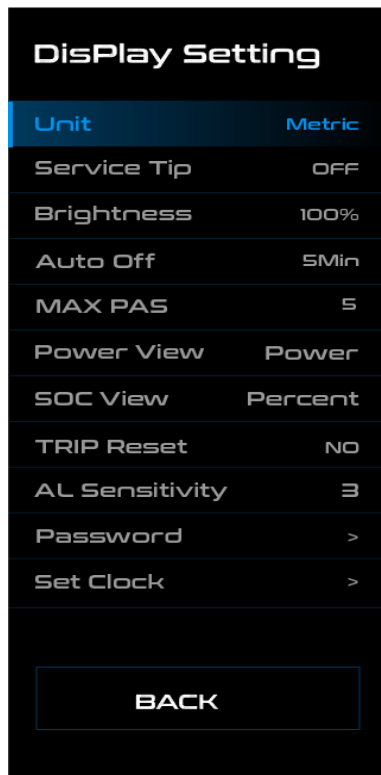 DisPlay Setting
Unit Metric
Service Tip OFF
Brightness 100%
Auto Off 5Min
MAX PAS 5
Power View Power
SOC View Percent
TRIP Reset NO
AL Sensitivity 3
Password >
Set Clock >
BACK